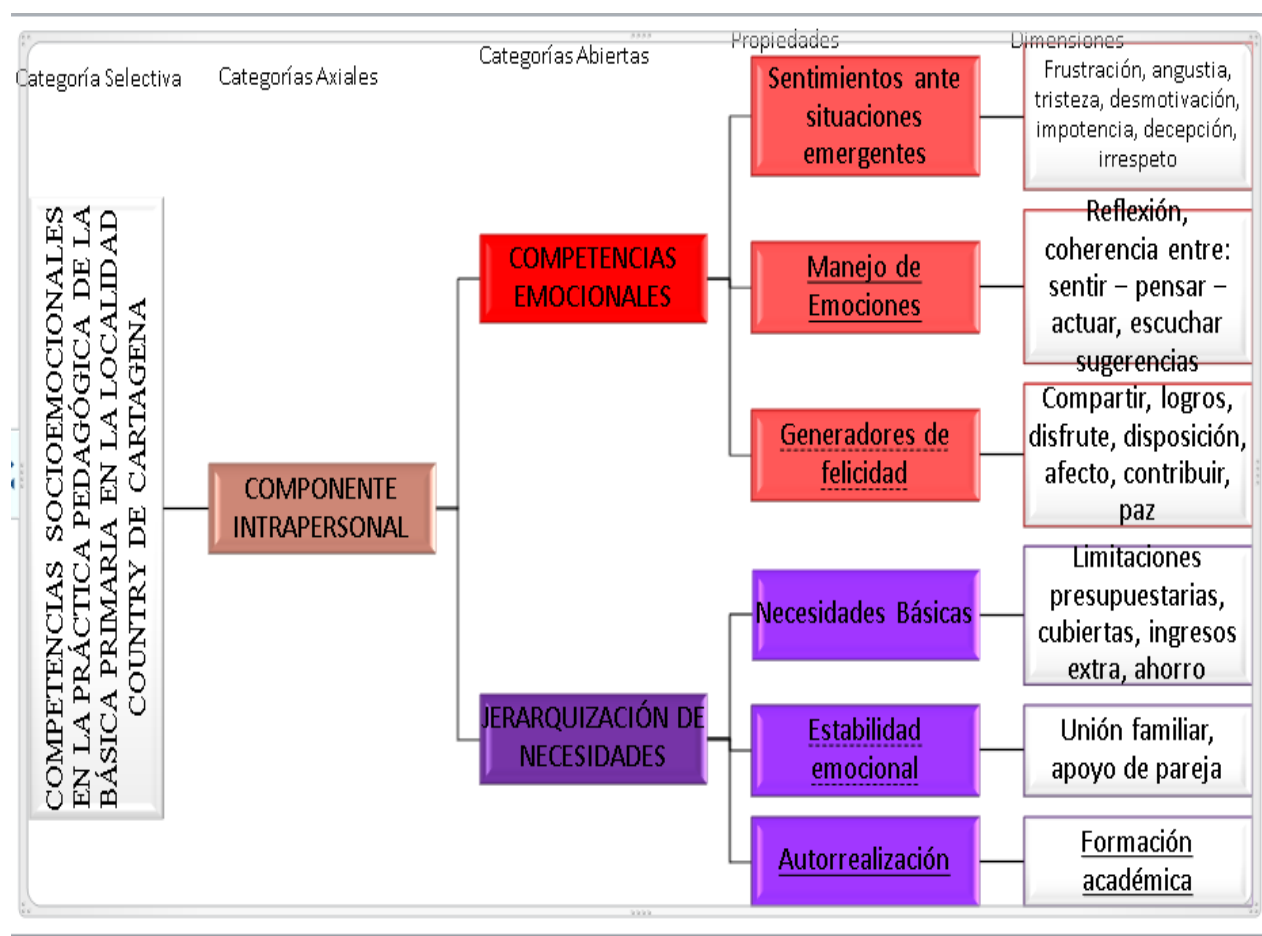 Categoría Selectiva
Categorías Axiales
Categorías Abiertas
Propiedades
Dimensiones
COMPETENCIAS SOCIOEMOCIONALES
EN LA PRÁCTICA PEDAGÓGICA DE LA
BÁSICA PRIMARIA EN LA LOCALIDAD
COUNTRY DE CARTAGENA
COMPONENTE
INTRAPERSONAL
COMPETENCIAS
EMOCIONALES
Sentimientos ante
situaciones
emergentes
Frustración, angustia,
tristeza, desmotivación,
impotencia, decepción,
irrespeto
Manejo de
Emociones
Reflexión,
coherencia entre:
sentir – pensar –
actuar, escuchar
sugerencias
Generadores de
felicidad
Compartir, logros,
disfrute, disposición,
afecto, contribuir,
paz
JERARQUIZACIÓN DE
NECESIDADES
Necesidades Básicas
Limitaciones
presupuestarias,
cubiertas, ingresos
extra, ahorro
Estabilidad
emocional
Unión familiar,
apoyo de pareja
Autorrealización
Formación
académica